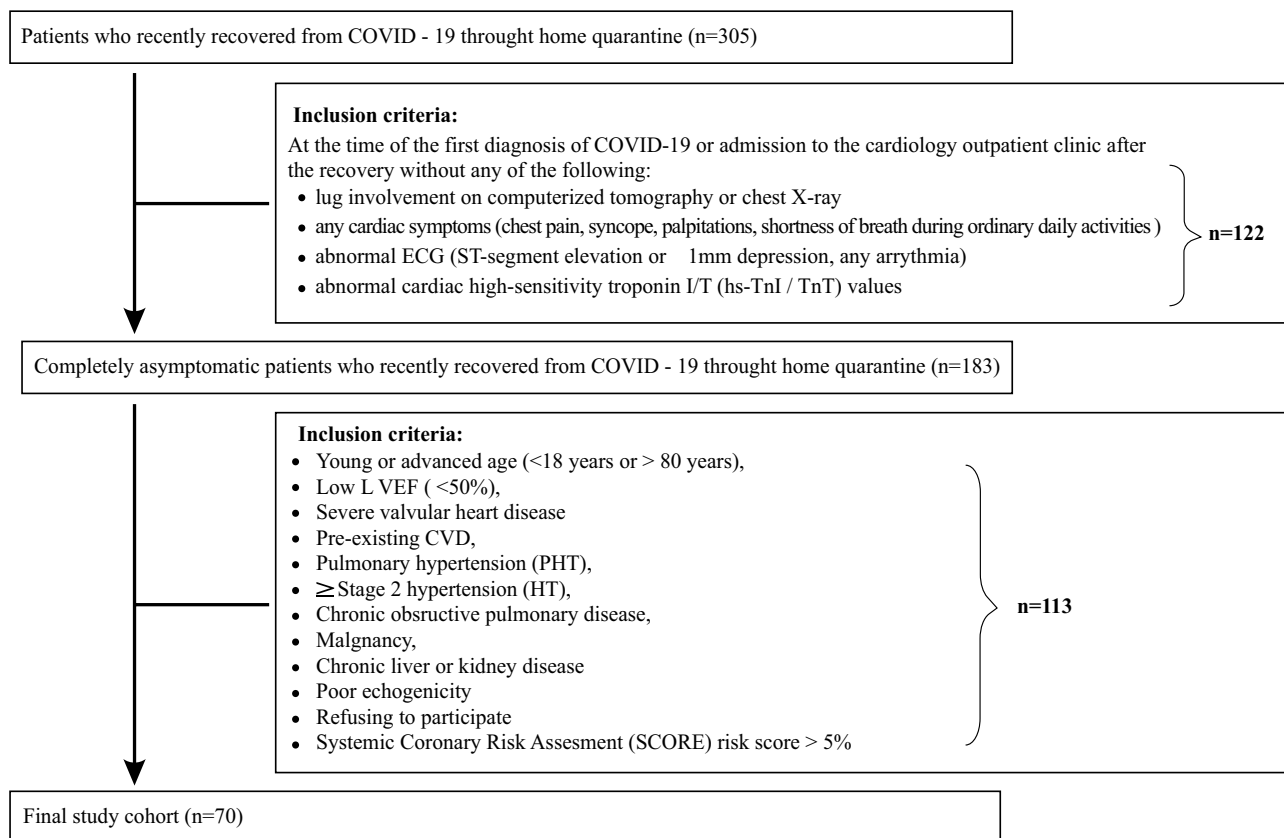 Patients who recently recovered from COVID - 19 throught home quarantine (n=305)
Inclusion criteria:
At the time of the first diagnosis of COVID-19 or admission to the cardiology outpatient clinic after
the recovery without any of the following:
• lug involvement on computerized tomography or chest X-ray
• any cardiac symptoms (chest pain, syncope, palpitations, shortness of breath during ordinary daily activities )
• abnormal ECG (ST-segment elevation or 1mm depression, any arrythmia)
• abnormal cardiac high-sensitivity troponin I/T (hs-TnI / TnT) values
n=122
Completely asymptomatic patients who recently recovered from COVID - 19 throught home quarantine (n=183)
Inclusion criteria:
• Young or advanced age (<18 years or > 80 years),
• Low L VEF ( <50%),
• Severe valvular heart disease
• Pre-existing CVD,
• Pulmonary hypertension (PHT),
• ≥Stage 2 hypertension (HT),
• Chronic obsructive pulmonary disease,
• Malgnancy,
• Chronic liver or kidney disease
• Poor echogenicity
• Refusing to participate
• Systemic Coronary Risk Assesment (SCORE) risk score > 5%
n=113
Final study cohort (n=70)